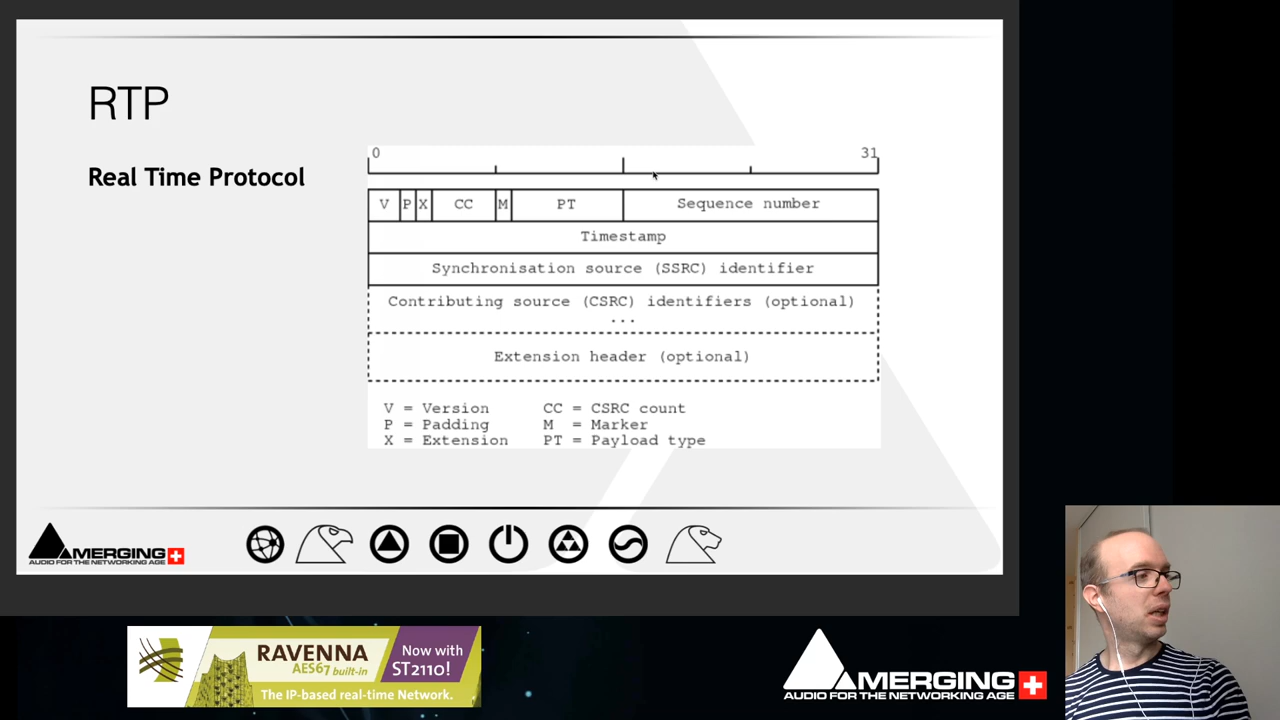 RTP
Real Time Protocol
0 31
V P X CC M PT Sequence number
Timestamp
Synchronisation source (SSRC) identifier
Contributing source (CSRC) identifiers (optional)
...
Extension header (optional)
V = Version CC = CSRC count
P = Padding M = Marker
X = Extension PT = Payload type
MERGING
AUDIO FOR THE NETWORKING AGE
RAVENNA
AES67 built-in
The IP-based real-time Network.
Now with
ST2110!
MERGING
AUDIO FOR THE NETWORKING AGE